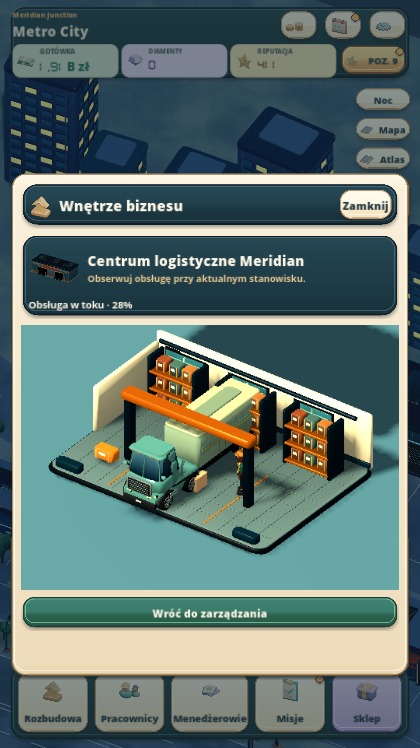 Meridian Junction
Metro City
GOTÓWKA
DIAMENTY
0
REPUTACJA
POZ. 9
Noc
Mapa
Atlas
Wnętrze biznesu
Zamknij
Centrum logistyczne Meridian
Obserwuj obsługę przy aktualnym stanowisku.
Obsługa w toku · 28%
Wróć do zarządzania
Rozbudowa
Pracownicy
Menedżerowie
Misje
Sklep